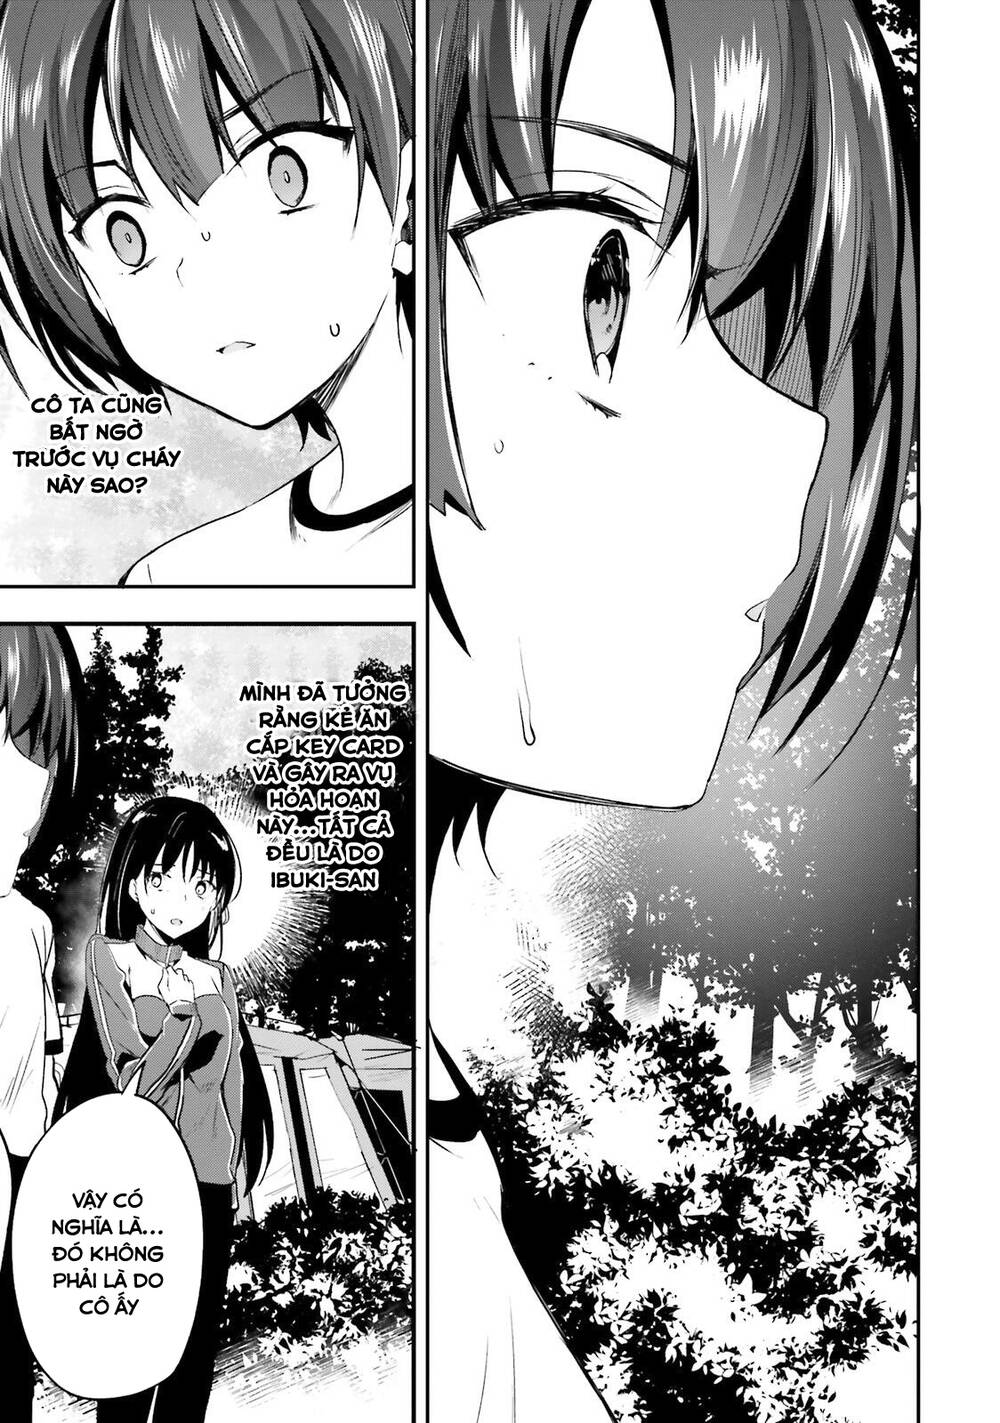 CÔ TA CŨNG
BẤT NGỜ
TRƯỚC VỤ CHÁY
NÀY SAO?
MÌNH ĐÃ TƯỞNG
RẰNG KẺ ĂN
CẮP KEY CARD
VÀ GÂY RA VỤ
HỎA HOẠN
NÀY...TẤT CẢ
ĐỀU LÀ DO
IBUKI-SAN
VẬY CÓ
NGHĨA LÀ...
ĐÓ KHÔNG
PHẢI LÀ DO
CÔ ẤY